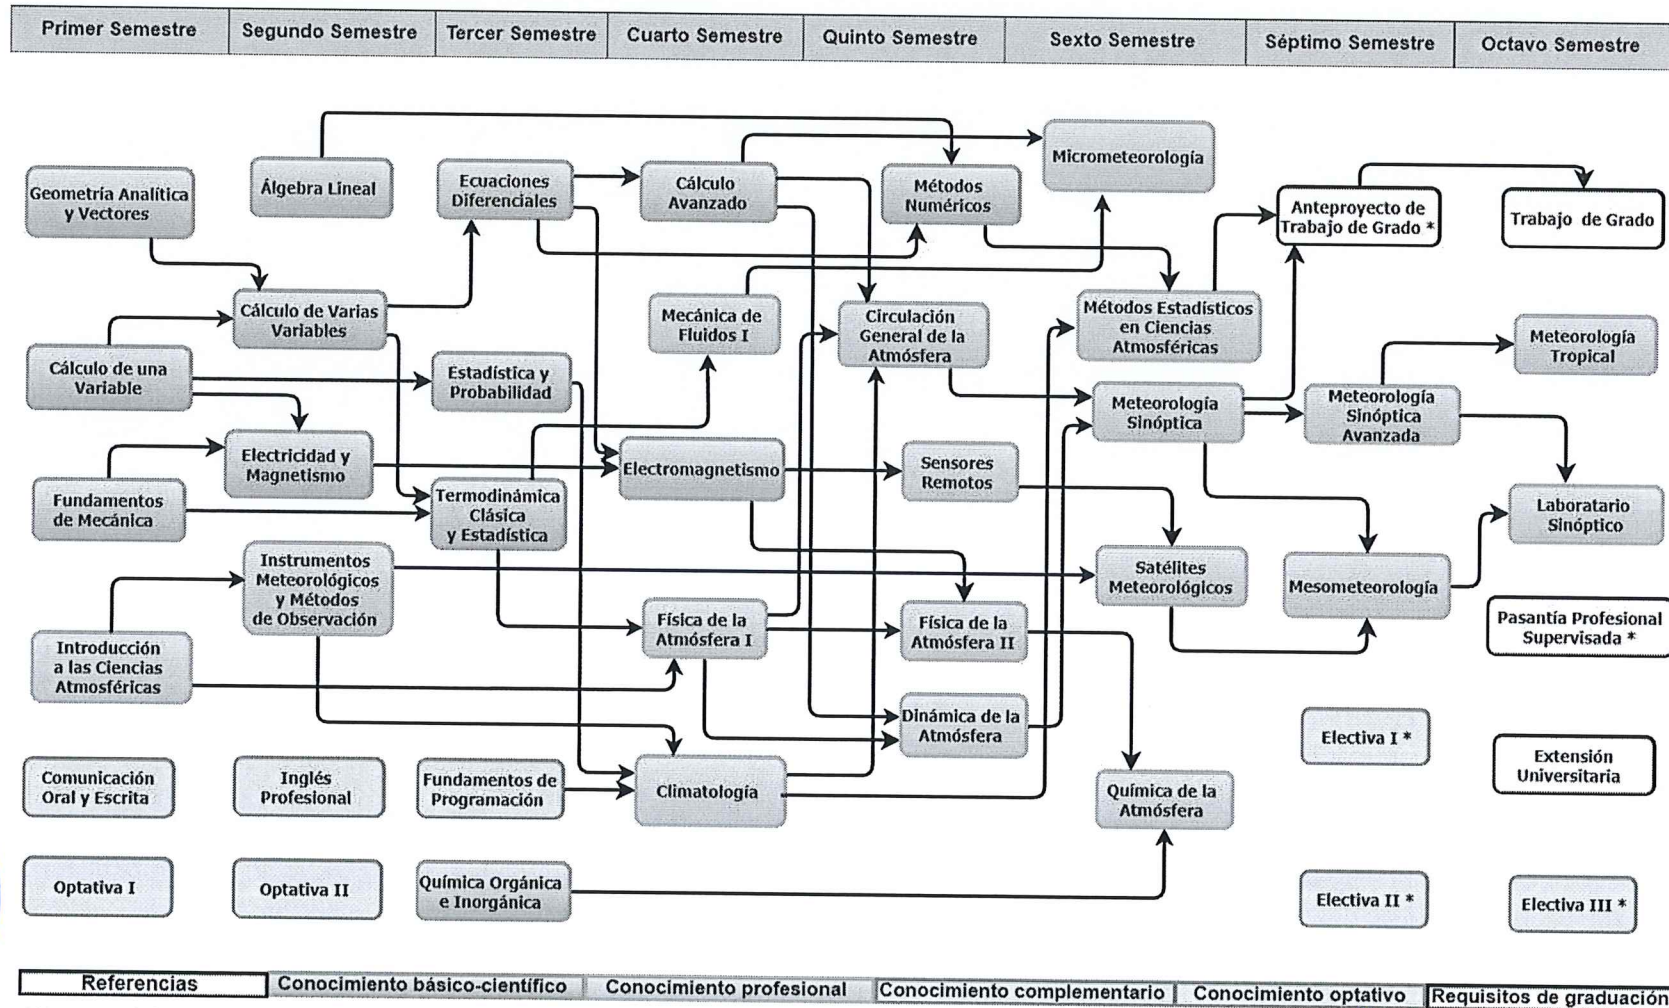 Primer Semestre
Segundo Semestre
Tercer Semestre
Cuarto Semestre
Quinto Semestre
Sexto Semestre
Séptimo Semestre
Octavo Semestre
Geometría Analítica
y Vectores
Cálculo de una
Variable
Fundamentos
de Mecánica
Introducción
a las Ciencias
Atmosféricas
Comunicación
Oral y Escrita
Optativa I
Álgebra Lineal
Cálculo de Varias
Variables
Electricidad y
Magnetismo
Instrumentos
Meteorológicos
y Métodos
de Observación
Inglés
Profesional
Optativa II
Ecuaciones
Diferenciales
Estadística y
Probabilidad
Termodinámica
Clásica
y Estadística
Fundamentos de
Programación
Química Orgánica
e Inorgánica
Cálculo
Avanzado
Mecánica de
Fluidos I
Electromagnetismo
Física de la
Atmósfera I
Climatología
Métodos
Numéricos
Circulación
General de la
Atmósfera
Sensores
Remotos
Física de la
Atmósfera II
Dinámica de la
Atmósfera
Micrometeorología
Métodos Estadísticos
en Ciencias
Atmosféricas
Meteorología
Sinóptica
Satélites
Meteorológicos
Química de la
Atmósfera
Anteproyecto de
Trabajo de Grado *
Meteorología
Sinóptica
Avanzada
Mesometeorología
Electiva I *
Electiva II *
Trabajo de Grado
Meteorología
Tropical
Laboratario
Sinóptico
Pasantía Profesional
Supervisada *
Extensión
Universitaria
Electiva III *
Referencias
Conocimiento básico-científico
Conocimiento profesional
Conocimiento complementario
Conocimiento optativo
Requisitos de graduación